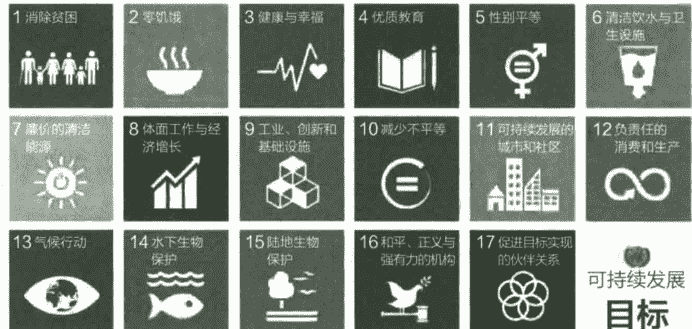 1 消除贫困
2 零饥饿
3 健康与幸福
4 优质教育
5 性别平等
6 清洁饮水与卫
生设施
7 廉价的清洁
能源
8 体面工作与经
济增长
9 工业、创新和
基础设施
10 减少不平等
11 可持续发展的
城市和社区
12 负责任的
消费和生产
13 气候行动
14 水下生物
保护
15 陆地生物
保护
16 和平、正义与
强有力的机构
17 促进目标实现
的伙伴关系
可持续发展
目标